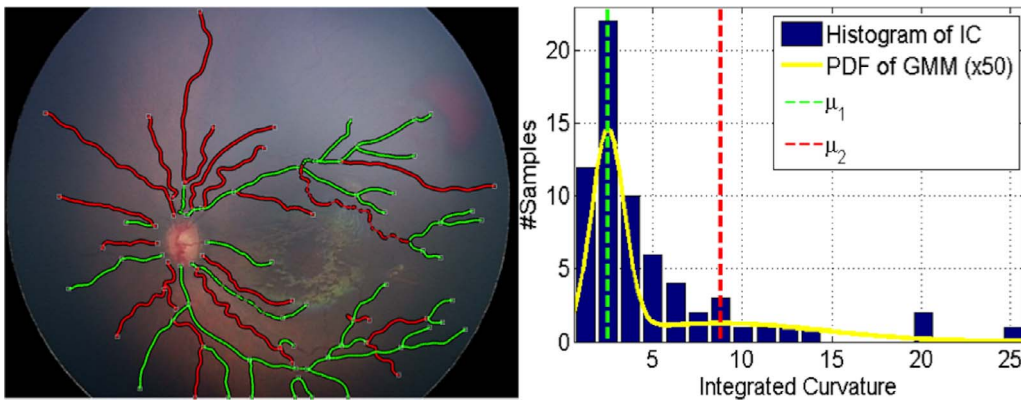 Histogram of IC
PDF of GMM (x50)
μ1
μ2
20
15
10
5
0
#Samples
5 10 15 20 25
Integrated Curvature